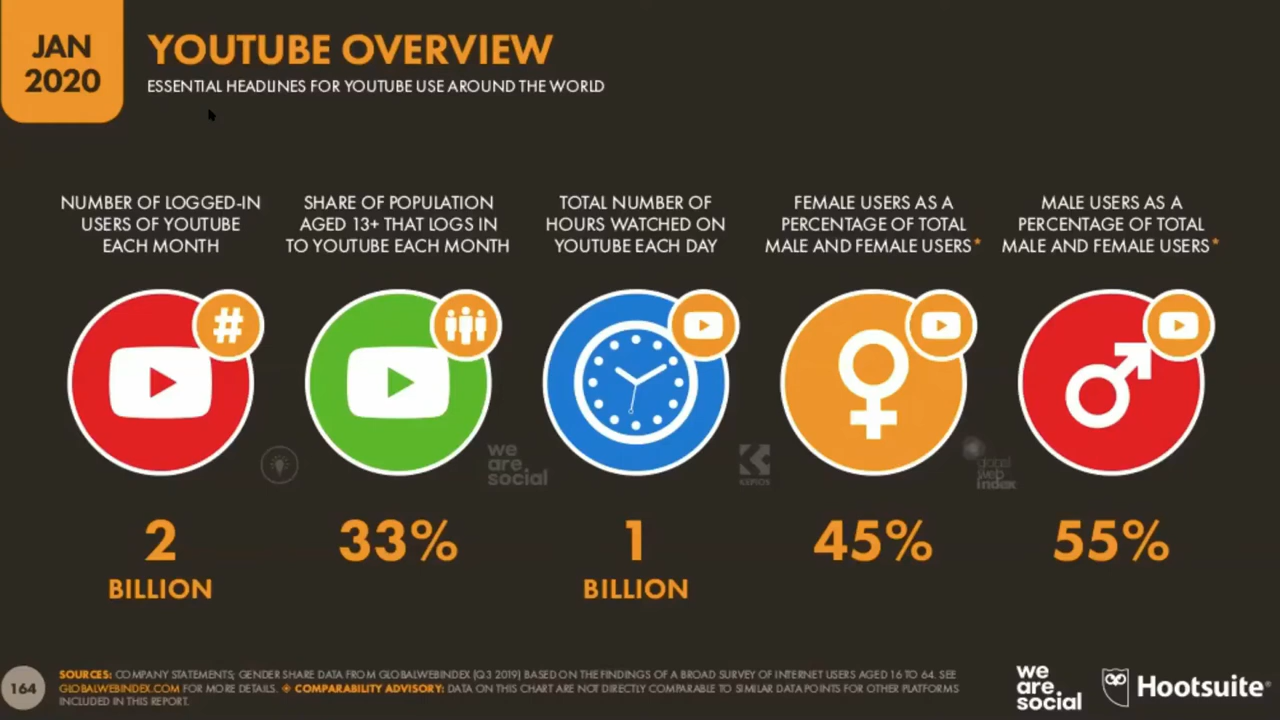 JAN
2020
YOUTUBE OVERVIEW
ESSENTIAL HEADLINES FOR YOUTUBE USE AROUND THE WORLD
NUMBER OF LOGGED-IN
USERS OF YOUTUBE
EACH MONTH
SHARE OF POPULATION
AGED 13+ THAT LOGS IN
TO YOUTUBE EACH MONTH
TOTAL NUMBER OF
HOURS WATCHED ON
YOUTUBE EACH DAY
FEMALE USERS AS A
PERCENTAGE OF TOTAL
MALE AND FEMALE USERS*
MALE USERS AS A
PERCENTAGE OF TOTAL
MALE AND FEMALE USERS*
#
we
are
social
KEPIOS
global
web
index
2
BILLION
33%
1
BILLION
45%
55%
164
SOURCES: COMPANY STATEMENTS; GENDER SHARE DATA FROM GLOBALWEBINDEX (Q3 2019) BASED ON THE FINDINGS OF A BROAD SURVEY OF INTERNET USERS AGED 16 TO 64. SEE
GLOBALWEBINDEX.COM FOR MORE DETAILS. ◈ COMPARABILITY ADVISORY: DATA ON THIS CHART ARE NOT DIRECTLY COMPARABLE TO SIMILAR DATA POINTS FOR OTHER PLATFORMS
INCLUDED IN THIS REPORT.
we
are
social
Hootsuite®